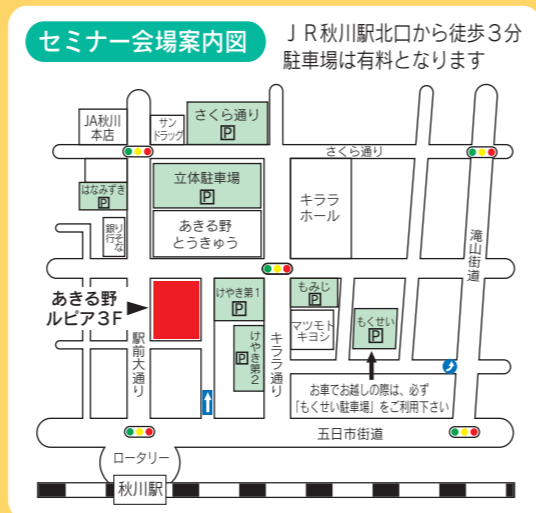 セミナー会場案内図
ＪＲ秋川駅北口から徒歩３分
駐車場は有料となります
JA秋川
本店
サン
ドラッグ
さくら通り
P
さくら通り
はなみずき
P
立体駐車場
P
キララ
ホール
りそな
銀行
あきる野
とうきゅう
滝山街道
あきる野
ルピア3F
けやき第1
P
もみじ
P
マツモト
キヨシ
もくせい
P
駅前大通り
けやき第2
P
キララ通り
お車でお越しの際は、必ず
「もくせい駐車場」をご利用下さい
五日市街道
ロータリー
秋川駅